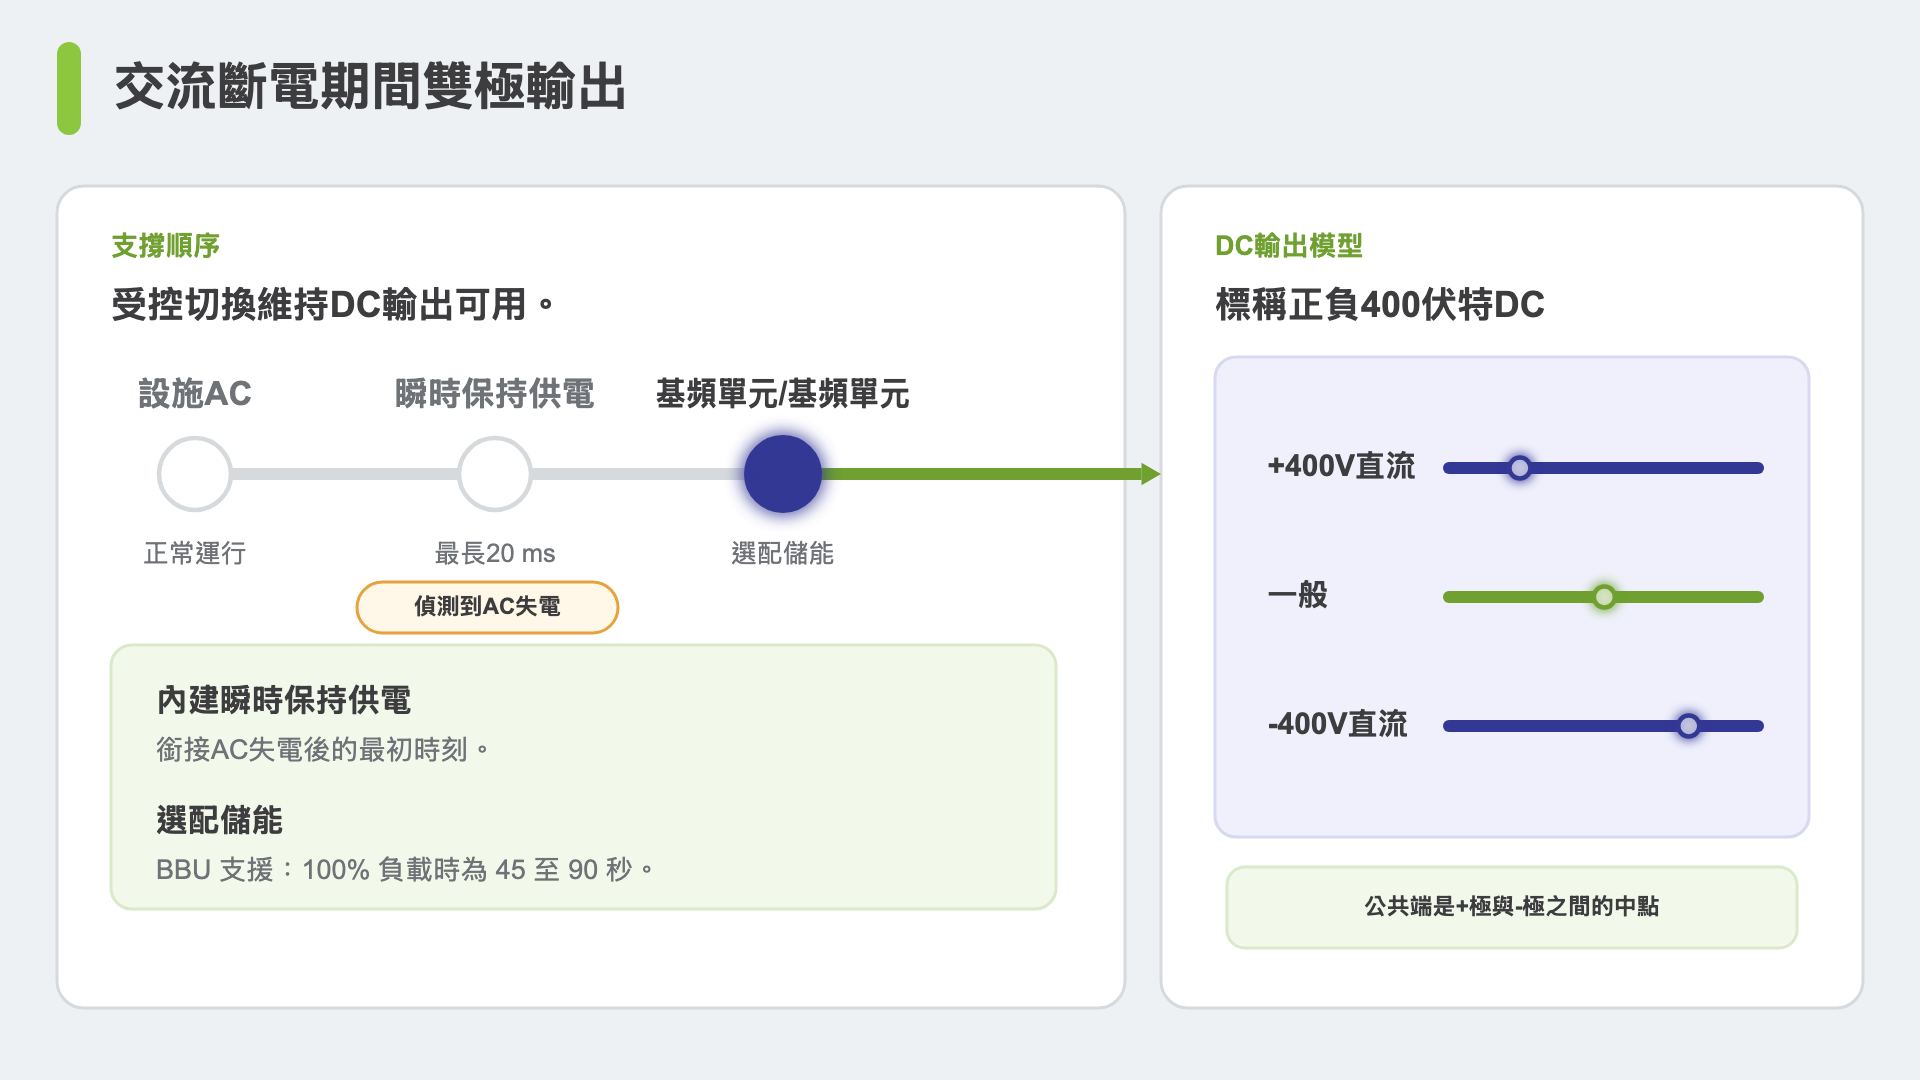 交流斷電期間雙極輸出
支撐順序
受控切換維持DC輸出可用。
設施AC
瞬時保持供電
基頻單元/基頻單元
正常運行
最長20 ms
選配儲能
偵測到AC失電
內建瞬時保持供電
銜接AC失電後的最初時刻。
選配儲能
BBU 支援：100% 負載時為 45 至 90 秒。
DC輸出模型
標稱正負400伏特DC
+400V直流
一般
-400V直流
公共端是+極與-極之間的中點